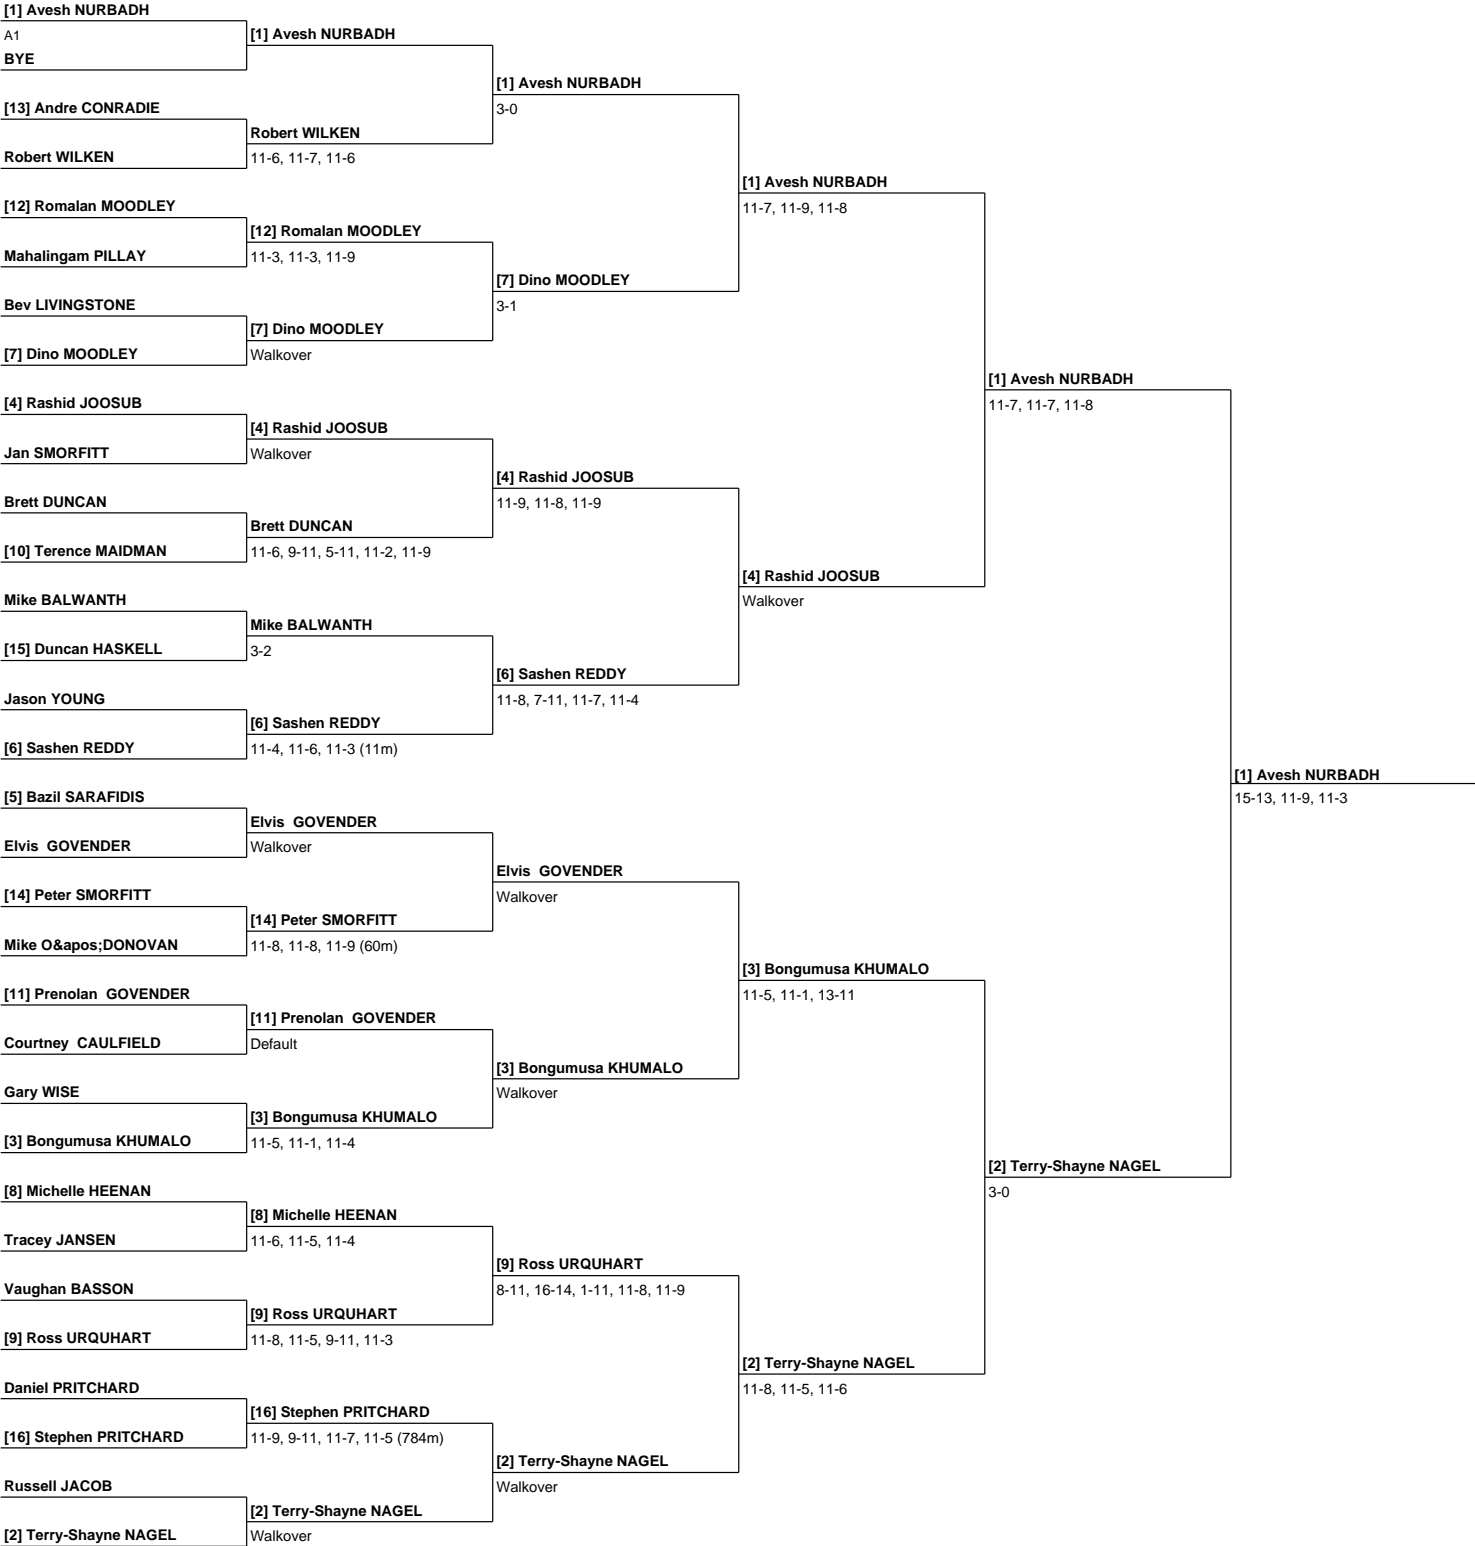 [1] Avesh NURBADH
A1
BYE
[13] Andre CONRADIE
Robert WILKEN
[12] Romalan MOODLEY
Mahalingam PILLAY
Bev LIVINGSTONE
[7] Dino MOODLEY
[4] Rashid JOOSUB
Jan SMORFITT
Brett DUNCAN
[10] Terence MAIDMAN
Mike BALWANTH
[15] Duncan HASKELL
Jason YOUNG
[6] Sashen REDDY
[5] Bazil SARAFIDIS
Elvis  GOVENDER
[14] Peter SMORFITT
Mike O&apos;DONOVAN
[11] Prenolan  GOVENDER
Courtney  CAULFIELD
Gary WISE
[3] Bongumusa KHUMALO
[8] Michelle HEENAN
Tracey JANSEN
Vaughan BASSON
[9] Ross URQUHART
Daniel PRITCHARD
[16] Stephen PRITCHARD
Russell JACOB
[2] Terry-Shayne NAGEL
[1] Avesh NURBADH
Robert WILKEN
11-6, 11-7, 11-6
[12] Romalan MOODLEY
11-3, 11-3, 11-9
[7] Dino MOODLEY
Walkover
[4] Rashid JOOSUB
Walkover
Brett DUNCAN
11-6, 9-11, 5-11, 11-2, 11-9
Mike BALWANTH
3-2
[6] Sashen REDDY
11-4, 11-6, 11-3 (11m)
Elvis  GOVENDER
Walkover
[14] Peter SMORFITT
11-8, 11-8, 11-9 (60m)
[11] Prenolan  GOVENDER
Default
[3] Bongumusa KHUMALO
11-5, 11-1, 11-4
[8] Michelle HEENAN
11-6, 11-5, 11-4
[9] Ross URQUHART
11-8, 11-5, 9-11, 11-3
[16] Stephen PRITCHARD
11-9, 9-11, 11-7, 11-5 (784m)
[2] Terry-Shayne NAGEL
Walkover
[1] Avesh NURBADH
3-0
[7] Dino MOODLEY
3-1
[4] Rashid JOOSUB
11-9, 11-8, 11-9
[6] Sashen REDDY
11-8, 7-11, 11-7, 11-4
Elvis  GOVENDER
Walkover
[3] Bongumusa KHUMALO
Walkover
[9] Ross URQUHART
8-11, 16-14, 1-11, 11-8, 11-9
[2] Terry-Shayne NAGEL
Walkover
[1] Avesh NURBADH
11-7, 11-9, 11-8
[4] Rashid JOOSUB
Walkover
[3] Bongumusa KHUMALO
11-5, 11-1, 13-11
[2] Terry-Shayne NAGEL
11-8, 11-5, 11-6
[1] Avesh NURBADH
11-7, 11-7, 11-8
[2] Terry-Shayne NAGEL
3-0
[1] Avesh NURBADH
15-13, 11-9, 11-3